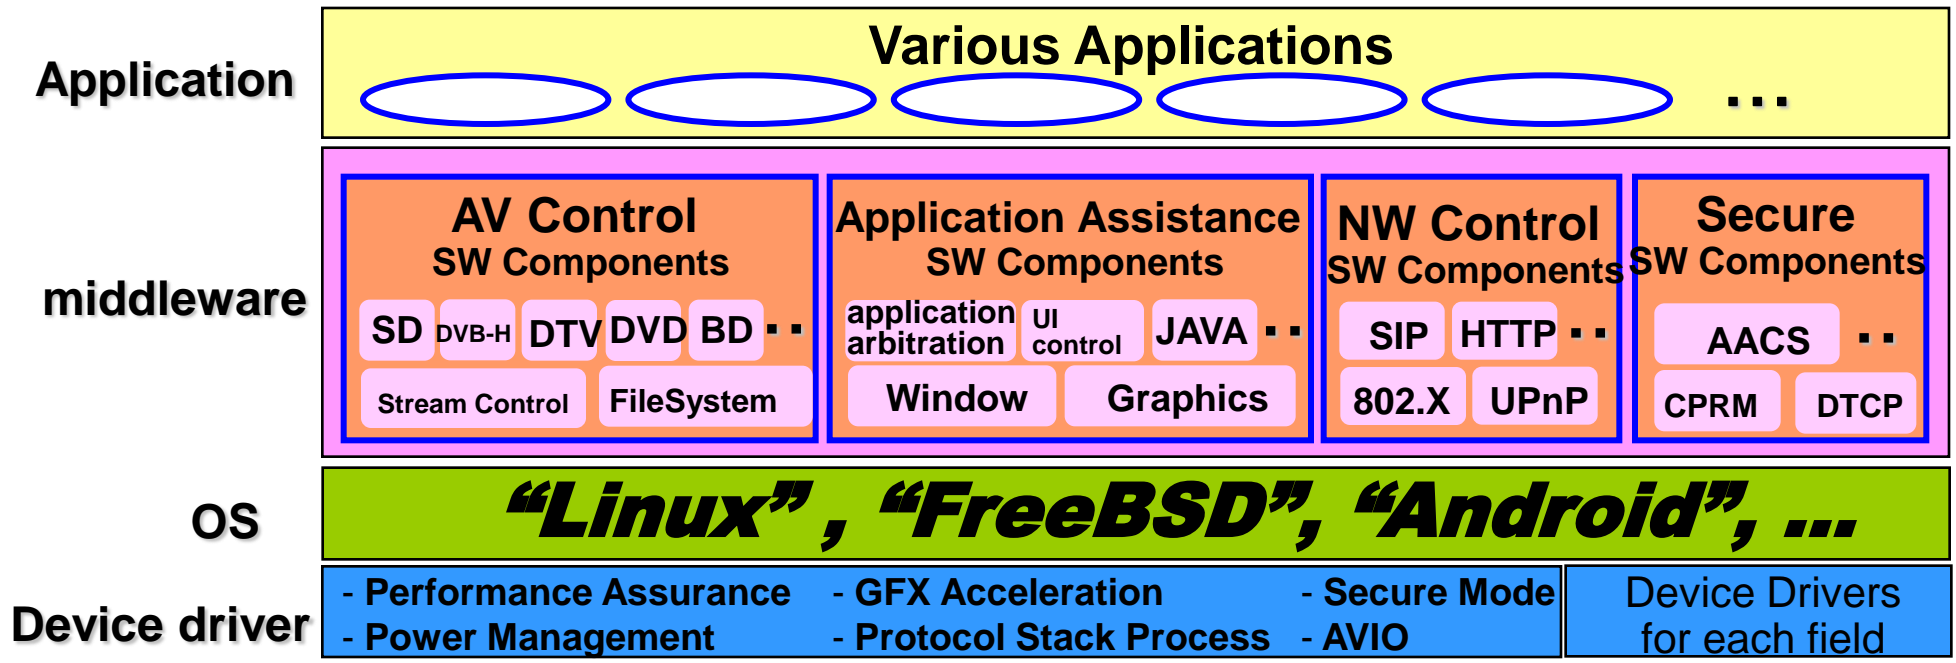 Application
Various Applications
...
middleware
AV Control
SW Components
SD
DVB-H
DTV
DVD
BD
..
Stream Control
FileSystem
Application Assistance
SW Components
application
arbitration
UI
control
JAVA
..
Window
Graphics
NW Control
SW Components
SIP
HTTP
..
802.X
UPnP
Secure
SW Components
AACS
..
CPRM
DTCP
OS
“Linux” , “FreeBSD”, “Android”, ...
Device driver
- Performance Assurance
- Power Management
- GFX Acceleration
- Protocol Stack Process
- Secure Mode
- AVIO
Device Drivers
for each field